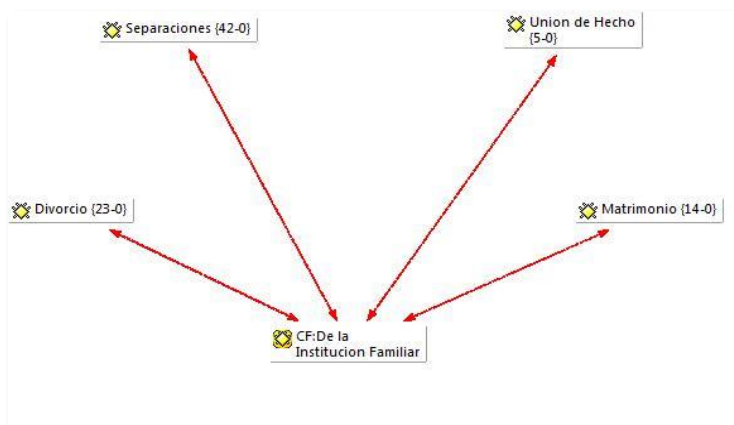 Separaciones {42-0}
Union de Hecho
{5-0}
Divorcio {23-0}
Matrimonio {14-0}
CF:De la
Institucion Familiar